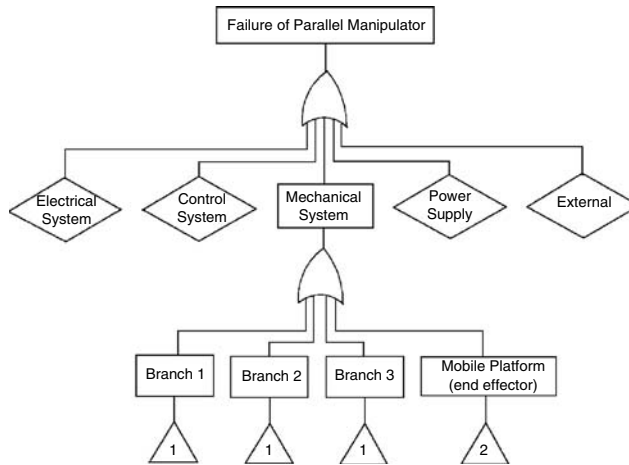 Failure of Parallel Manipulator
Electrical
System
Control
System
Mechanical
System
Power
Supply
External
Branch 1
Branch 2
Branch 3
Mobile Platform
(end effector)
1
1
1
2